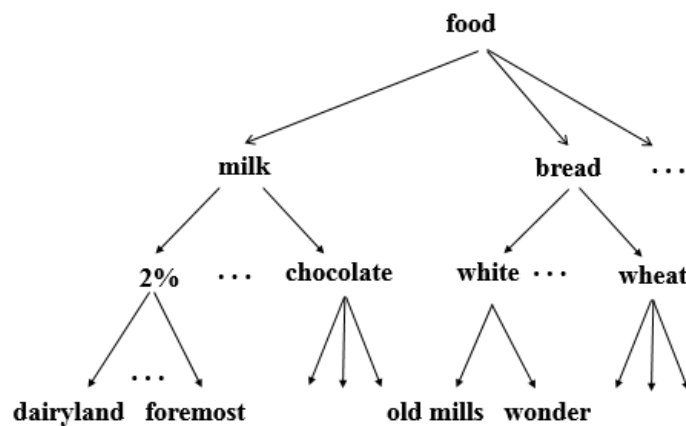 food
milk bread ...
2% ... chocolate white ... wheat
...
dairyland foremost old mills wonder